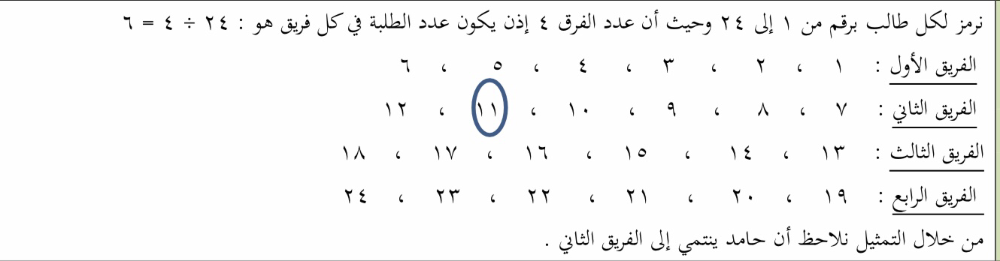 نرمز لكل طالب برقم من ١ إلى ٢٤ وحيث أن عدد الفرق ٤ إذن يكون عدد الطلبة في كل فريق هو : ٢٤ ÷ ٤ = ٦
الفريق الأول : ١ ، ٢ ، ٣ ، ٤ ، ٥ ، ٦
الفريق الثاني : ٧ ، ٨ ، ٩ ، ١٠ ، ١١ ، ١٢
الفريق الثالث : ١٣ ، ١٤ ، ١٥ ، ١٦ ، ١٧ ، ١٨
الفريق الرابع : ١٩ ، ٢٠ ، ٢١ ، ٢٢ ، ٢٣ ، ٢٤
من خلال التمثيل نلاحظ أن حامد ينتمي إلى الفريق الثاني .